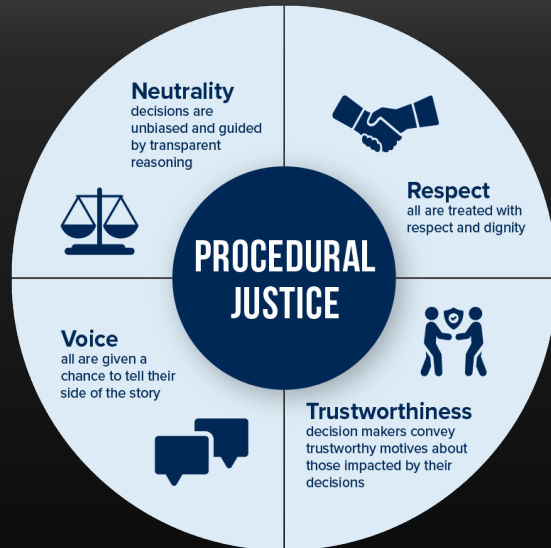 Neutrality
decisions are
unbiased and guided
by transparent
reasoning
Respect
all are treated with
respect and dignity
PROCEDURAL
JUSTICE
Voice
all are given a
chance to tell their
side of the story
Trustworthiness
decision makers convey
trustworthy motives about
those impacted by their
decisions